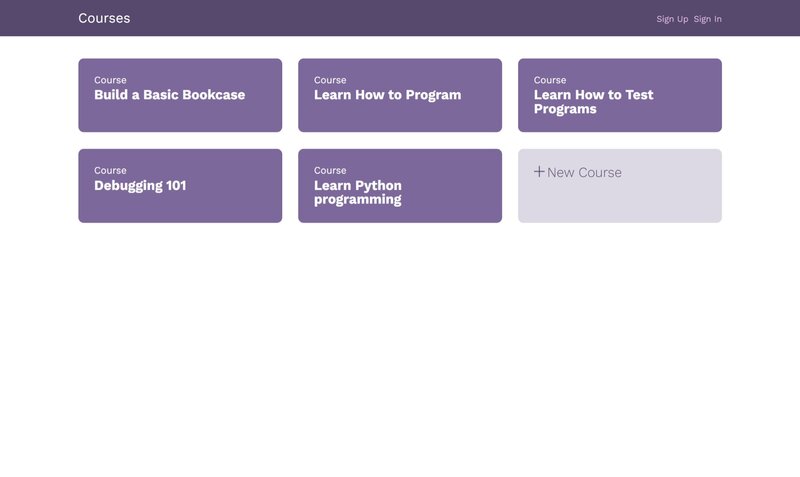 Courses
Sign Up Sign In
Course
Build a Basic Bookcase
Course
Learn How to Program
Course
Learn How to Test
Programs
Course
Debugging 101
Course
Learn Python
programming
+New Course